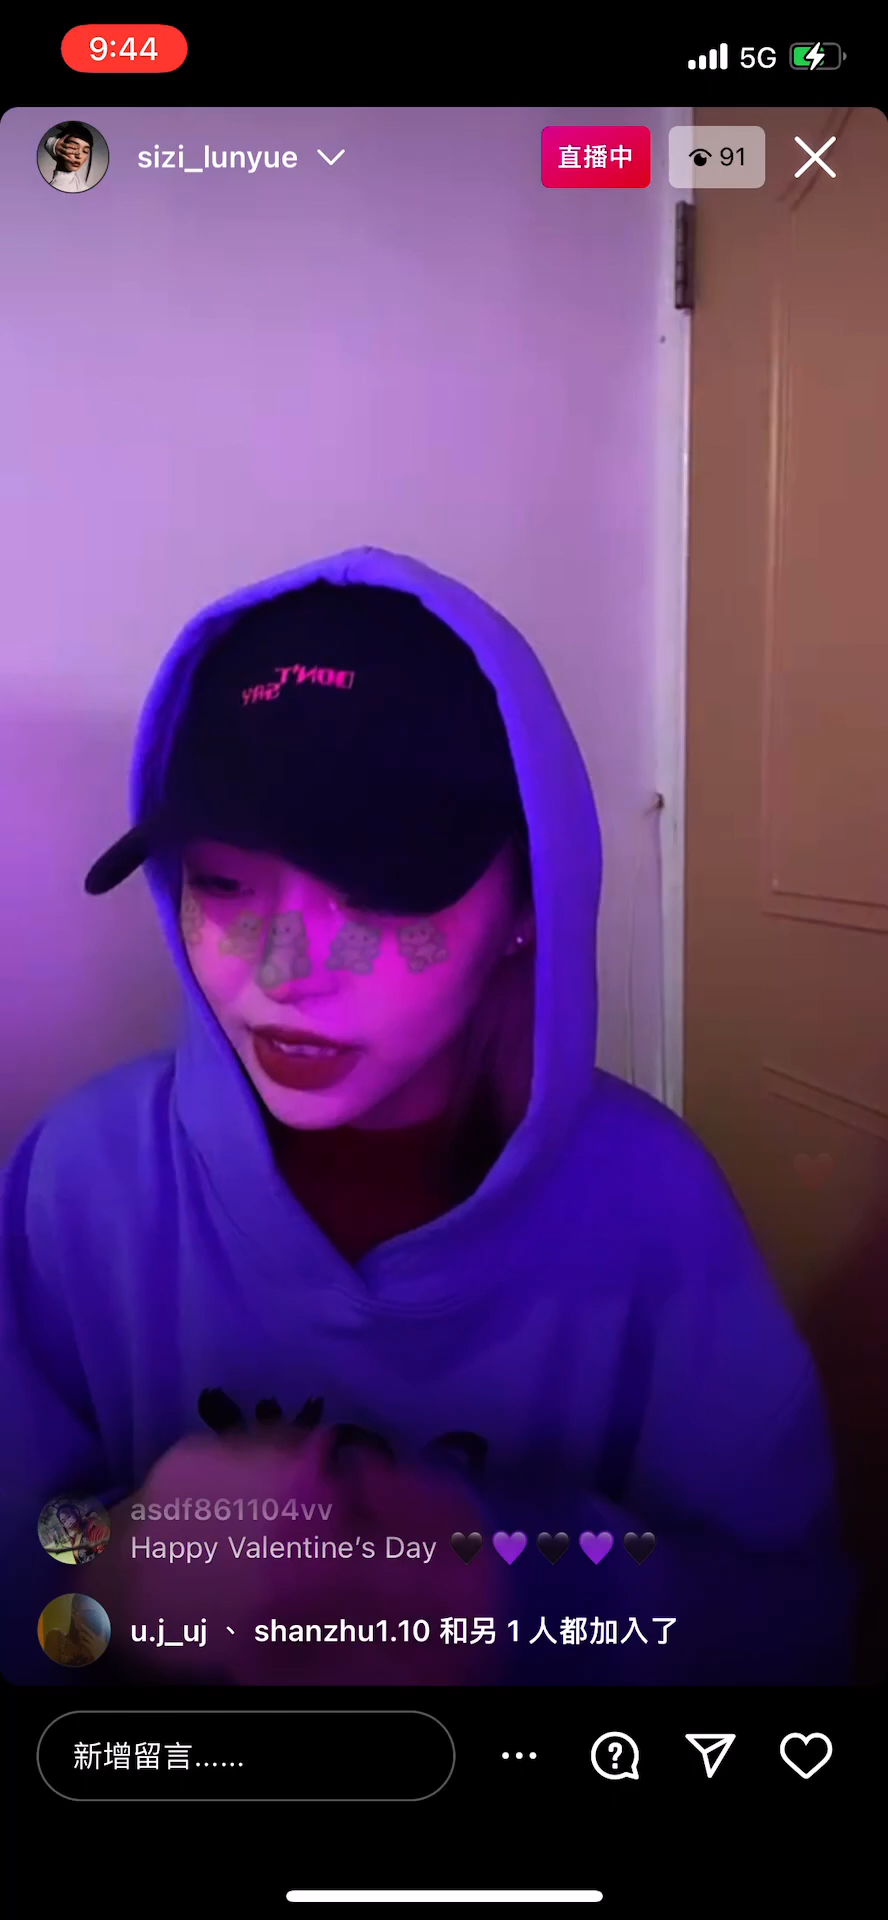 9:44
5G
sizi_lunyue
直播中
91
DON'T
SAY
asdf861104vv
Happy Valentine's Day 🖤💜🖤💜🖤
u.j_uj 、 shanzhu1.10 和另 1 人都加入了
新增留言......